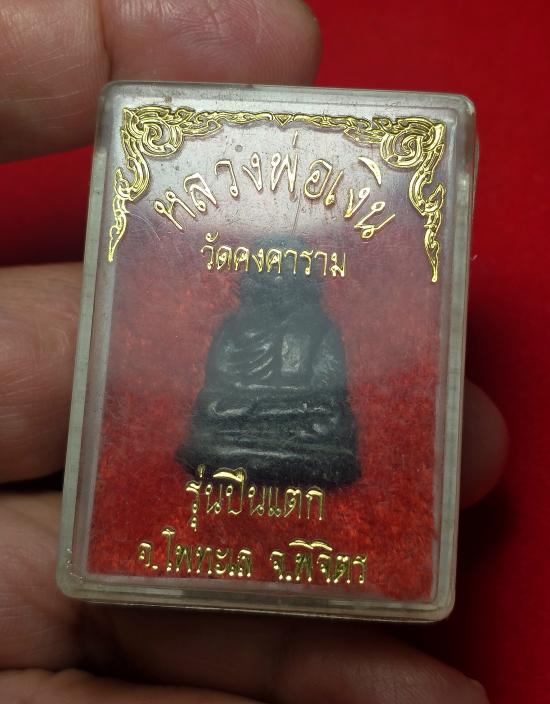 หลวงพ่อเงิน
วัดคงคาราม
รุ่นปืนแตก
อ.โพทะเล จ.พิจิตร